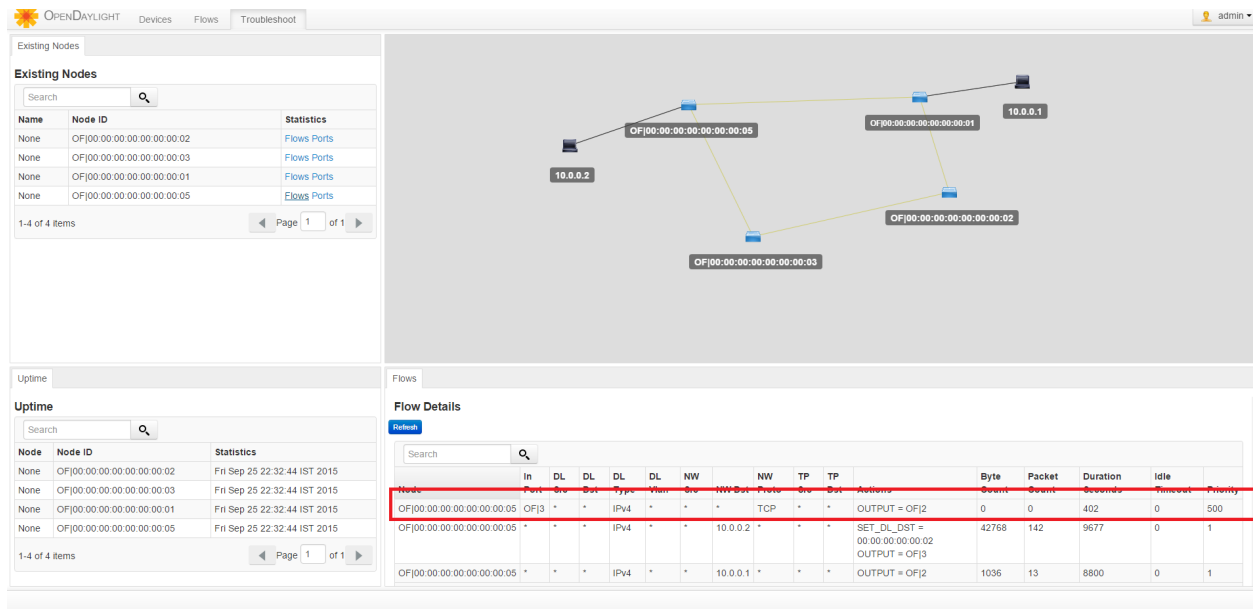 OPENDAYLIGHT Devices Flows Troubleshoot admin
Existing Nodes
Existing Nodes
Search
Name Node ID Statistics
None OF|00:00:00:00:00:00:00:02 Flows Ports
None OF|00:00:00:00:00:00:00:03 Flows Ports
None OF|00:00:00:00:00:00:00:01 Flows Ports
None OF|00:00:00:00:00:00:00:05 Flows Ports
1-4 of 4 items Page 1 of 1
10.0.0.1
OF|00:00:00:00:00:00:00:01
OF|00:00:00:00:00:00:00:05
10.0.0.2
OF|00:00:00:00:00:00:00:02
OF|00:00:00:00:00:00:00:03
Uptime
Uptime
Search
Node Node ID Statistics
None OF|00:00:00:00:00:00:00:02 Fri Sep 25 22:32:44 IST 2015
None OF|00:00:00:00:00:00:00:03 Fri Sep 25 22:32:44 IST 2015
None OF|00:00:00:00:00:00:00:01 Fri Sep 25 22:32:44 IST 2015
None OF|00:00:00:00:00:00:00:05 Fri Sep 25 22:32:44 IST 2015
1-4 of 4 items Page 1 of 1
Flows
Flow Details
Refresh
Search
In DL DL DL DL NW NW TP TP Byte Packet Duration Idle
Node Port Src Dst Type Vlan Src NW Dst Proto Src Dst Actions Count Count Seconds Timeout Priority
OF|00:00:00:00:00:00:00:05 OF|3 * * IPv4 * * * TCP * * OUTPUT = OF|2 0 0 402 0 500
OF|00:00:00:00:00:00:00:05 * * * IPv4 * * 10.0.0.2 * * * SET_DL_DST = 42768 142 9677 0 1
00:00:00:00:00:02
OUTPUT = OF|3
OF|00:00:00:00:00:00:00:05 * * * IPv4 * * 10.0.0.1 * * * OUTPUT = OF|2 1036 13 8800 0 1